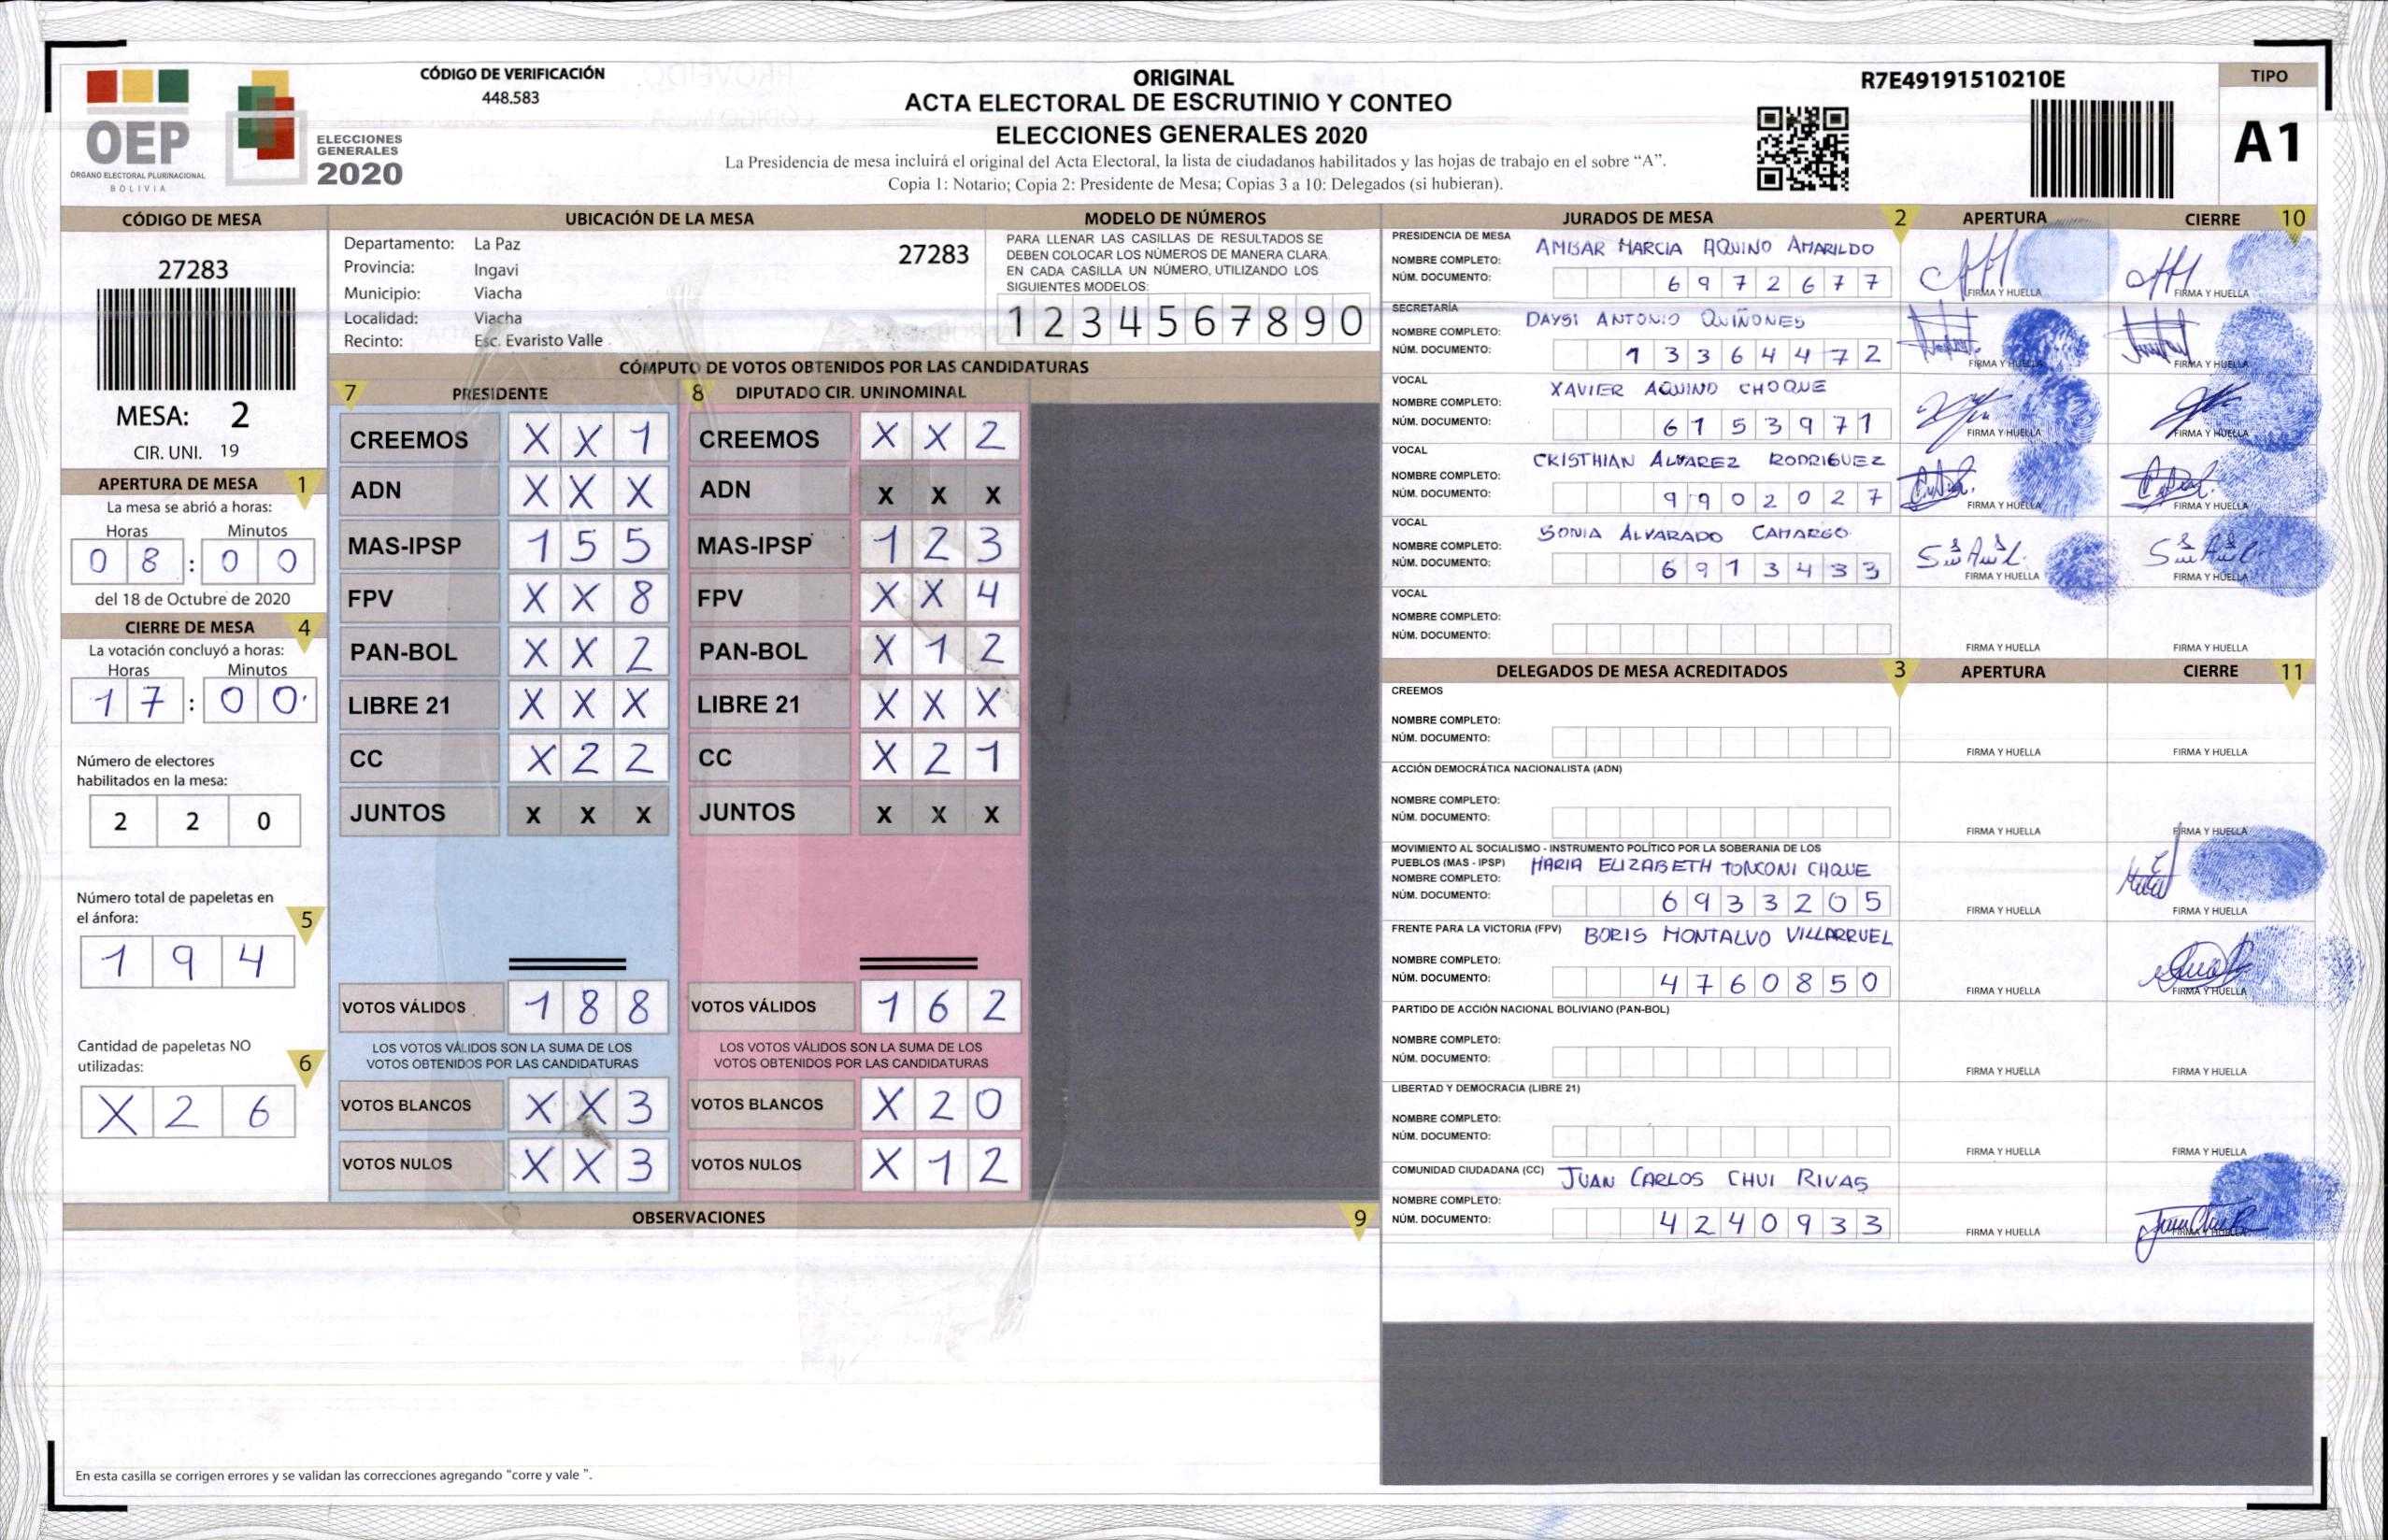 CÓDIGO DE VERIFICACIÓN
448.583
ORIGINAL
ACTA ELECTORAL DE ESCRUTINIO Y CONTEO
ELECCIONES GENERALES 2020
La Presidencia de mesa incluirá el original del Acta Electoral, la lista de ciudadanos habilitados y las hojas de trabajo en el sobre “A”.
Copia 1: Notario; Copia 2: Presidente de Mesa; Copias 3 a 10: Delegados (si hubieran).
R7E49191510210E
TIPO
A1
OEP
ÓRGANO ELECTORAL PLURINACIONAL
BOLIVIA
ELECCIONES
GENERALES
2020
CÓDIGO DE MESA
27283
MESA: 2
CIR. UNI. 19
APERTURA DE MESA 1
La mesa se abrió a horas:
Horas Minutos
0 8 : 0 0
del 18 de Octubre de 2020
CIERRE DE MESA 4
La votación concluyó a horas:
Horas Minutos
1 7 : 0 0
Número de electores
habilitados en la mesa:
2 2 0
Número total de papeletas en
el ánfora: 5
1 9 4
Cantidad de papeletas NO
utilizadas: 6
X 2 6
UBICACIÓN DE LA MESA
Departamento: La Paz 27283
Provincia: Ingavi
Municipio: Viacha
Localidad: Viacha
Recinto: Esc. Evaristo Valle
MODELO DE NÚMEROS
PARA LLENAR LAS CASILLAS DE RESULTADOS SE
DEBEN COLOCAR LOS NÚMEROS DE MANERA CLARA.
EN CADA CASILLA UN NÚMERO, UTILIZANDO LOS
SIGUIENTES MODELOS:
1 2 3 4 5 6 7 8 9 0
CÓMPUTO DE VOTOS OBTENIDOS POR LAS CANDIDATURAS
7 PRESIDENTE
CREEMOS X X 1
ADN X X X
MAS-IPSP 1 5 5
FPV X X 8
PAN-BOL X X 2
LIBRE 21 X X X
CC X 2 2
JUNTOS X X X
VOTOS VÁLIDOS 1 8 8
LOS VOTOS VÁLIDOS SON LA SUMA DE LOS
VOTOS OBTENIDOS POR LAS CANDIDATURAS
VOTOS BLANCOS X X 3
VOTOS NULOS X X 3
8 DIPUTADO CIR. UNINOMINAL
CREEMOS X X 2
ADN X X X
MAS-IPSP 1 2 3
FPV X X 4
PAN-BOL X 1 2
LIBRE 21 X X X
CC X 2 1
JUNTOS X X X
VOTOS VÁLIDOS 1 6 2
LOS VOTOS VÁLIDOS SON LA SUMA DE LOS
VOTOS OBTENIDOS POR LAS CANDIDATURAS
VOTOS BLANCOS X 2 0
VOTOS NULOS X 1 2
OBSERVACIONES 9
En esta casilla se corrigen errores y se validan las correcciones agregando "corre y vale ".
JURADOS DE MESA 2 APERTURA CIERRE 10
PRESIDENCIA DE MESA
NOMBRE COMPLETO: AMBAR MARCIA AQUINO AMARILDO
NÚM. DOCUMENTO: 6 9 7 2 6 7 7
FIRMA Y HUELLA FIRMA Y HUELLA
SECRETARÍA
NOMBRE COMPLETO: DAYSI ANTONIO QUIÑONES
NÚM. DOCUMENTO: 1 3 3 6 4 4 7 2
FIRMA Y HUELLA FIRMA Y HUELLA
VOCAL
NOMBRE COMPLETO: XAVIER AQUINO CHOQUE
NÚM. DOCUMENTO: 6 1 5 3 9 7 1
FIRMA Y HUELLA FIRMA Y HUELLA
VOCAL
NOMBRE COMPLETO: CRISTHIAN ALVAREZ RODRIGUEZ
NÚM. DOCUMENTO: 9 9 0 2 0 2 7
FIRMA Y HUELLA FIRMA Y HUELLA
VOCAL
NOMBRE COMPLETO: SONIA ALVARADO CAMARGO
NÚM. DOCUMENTO: 6 9 1 3 4 3 3
FIRMA Y HUELLA FIRMA Y HUELLA
VOCAL
NOMBRE COMPLETO:
NÚM. DOCUMENTO:
FIRMA Y HUELLA FIRMA Y HUELLA
DELEGADOS DE MESA ACREDITADOS 3 APERTURA CIERRE 11
CREEMOS
NOMBRE COMPLETO:
NÚM. DOCUMENTO:
FIRMA Y HUELLA FIRMA Y HUELLA
ACCIÓN DEMOCRÁTICA NACIONALISTA (ADN)
NOMBRE COMPLETO:
NÚM. DOCUMENTO:
FIRMA Y HUELLA FIRMA Y HUELLA
MOVIMIENTO AL SOCIALISMO - INSTRUMENTO POLÍTICO POR LA SOBERANIA DE LOS
PUEBLOS (MAS - IPSP)
NOMBRE COMPLETO: MARIA ELIZABETH TONCONI CHQUE
NÚM. DOCUMENTO: 6 9 3 3 2 0 5
FIRMA Y HUELLA FIRMA Y HUELLA
FRENTE PARA LA VICTORIA (FPV)
NOMBRE COMPLETO: BORIS MONTALVO VILLARRUEL
NÚM. DOCUMENTO: 4 7 6 0 8 5 0
FIRMA Y HUELLA FIRMA Y HUELLA
PARTIDO DE ACCIÓN NACIONAL BOLIVIANO (PAN-BOL)
NOMBRE COMPLETO:
NÚM. DOCUMENTO:
FIRMA Y HUELLA FIRMA Y HUELLA
LIBERTAD Y DEMOCRACIA (LIBRE 21)
NOMBRE COMPLETO:
NÚM. DOCUMENTO:
FIRMA Y HUELLA FIRMA Y HUELLA
COMUNIDAD CIUDADANA (CC)
NOMBRE COMPLETO: JUAN CARLOS CHUI RIVAS
NÚM. DOCUMENTO: 4 2 4 0 9 3 3
FIRMA Y HUELLA FIRMA Y HUELLA